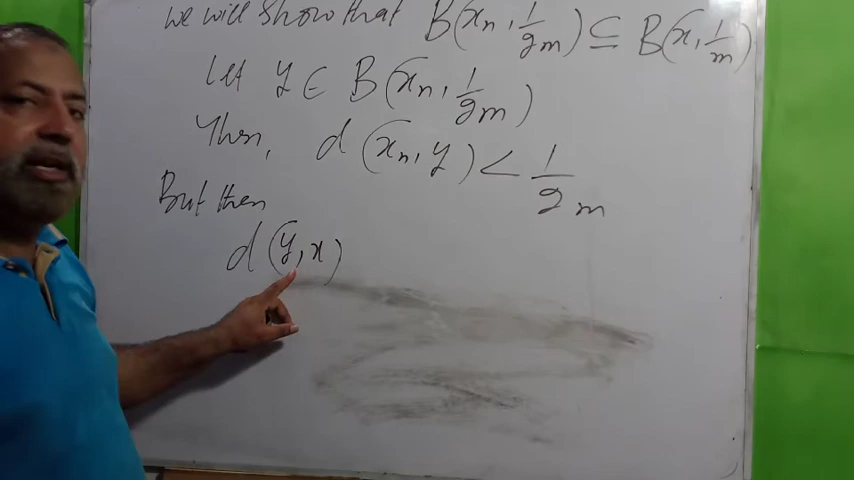 we will show that B(xₙ, 1/2m) ⊆ B(x, 1/m)
Let y ∈ B(xₙ, 1/2m)
Then, d(xₙ, y) < 1/2m
But then
d(y, x)